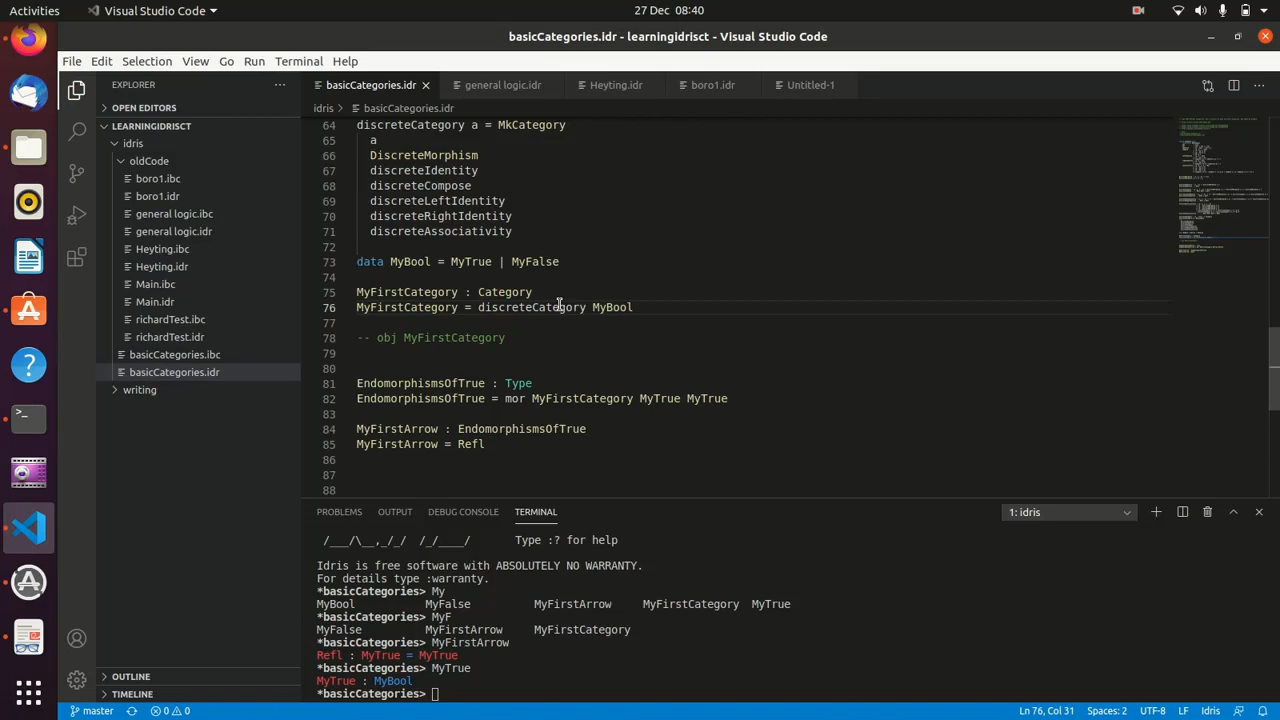 Activities
Visual Studio Code
27 Dec 08:40
basicCategories.idr - learningidrisct - Visual Studio Code
File Edit Selection View Go Run Terminal Help
EXPLORER
OPEN EDITORS
LEARNINGIDRISCT
idris
oldCode
boro1.ibc
boro1.idr
general logic.ibc
general logic.idr
Heyting.ibc
Heyting.idr
Main.ibc
Main.idr
richardTest.ibc
richardTest.idr
basicCategories.ibc
basicCategories.idr
writing
OUTLINE
TIMELINE
basicCategories.idr general logic.idr Heyting.idr boro1.idr Untitled-1
idris > basicCategories.idr
64 discreteCategory a = MkCategory
65 a
66 DiscreteMorphism
67 discreteIdentity
68 discreteCompose
69 discreteLeftIdentity
70 discreteRightIdentity
71 discreteAssociativity
72
73 data MyBool = MyTrue | MyFalse
74
75 MyFirstCategory : Category
76 MyFirstCategory = discreteCategory MyBool
77
78 -- obj MyFirstCategory
79
80
81 EndomorphismsOfTrue : Type
82 EndomorphismsOfTrue = mor MyFirstCategory MyTrue MyTrue
83
84 MyFirstArrow : EndomorphismsOfTrue
85 MyFirstArrow = Refl
86
87
88
PROBLEMS OUTPUT DEBUG CONSOLE TERMINAL
1: idris
/___/\__,_/_/ /_/____/ Type :? for help
Idris is free software with ABSOLUTELY NO WARRANTY.
For details type :warranty.
*basicCategories> My
MyBool MyFalse MyFirstArrow MyFirstCategory MyTrue
*basicCategories> MyF
MyFalse MyFirstArrow MyFirstCategory
*basicCategories> MyFirstArrow
Refl : MyTrue = MyTrue
*basicCategories> MyTrue
MyTrue : MyBool
*basicCategories>
master
0 0
Ln 76, Col 31 Spaces: 2 UTF-8 LF Idris